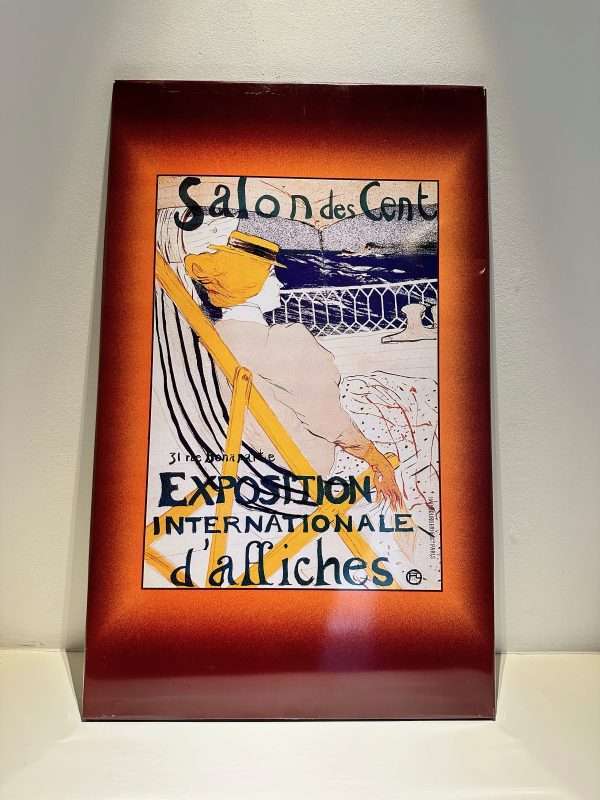 Salon des Cent
31 rue Bonaparte
EXPOSITION
INTERNATIONALE
d'affiches